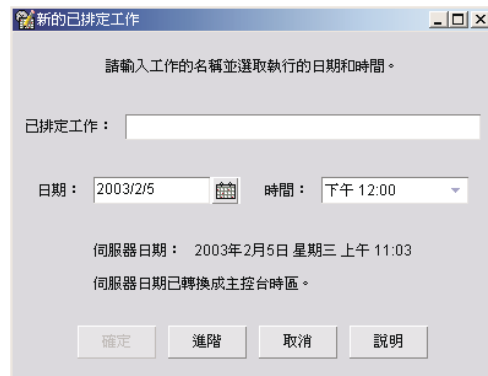 新的已排定工作
請輸入工作的名稱並選取執行的日期和時間。
已排定工作：
日期： 2003/2/5 時間： 下午 12:00
伺服器日期： 2003年2月5日 星期三 上午 11:03
伺服器日期已轉換成主控台時區。
確定 進階 取消 說明